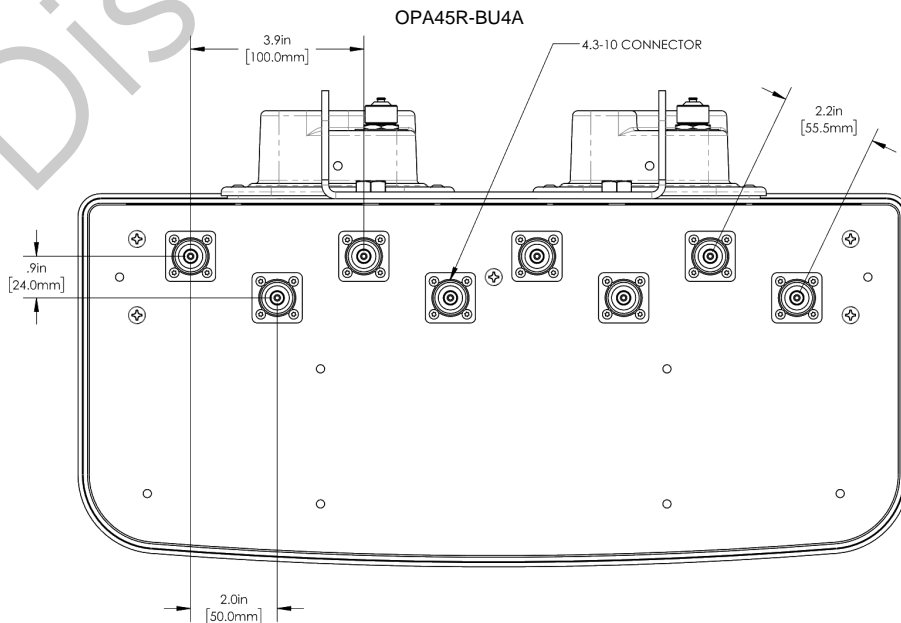 OPA45R-BU4A
3.9in
[100.0mm]
4.3-10 CONNECTOR
2.2in
[55.5mm]
.9in
[24.0mm]
2.0in
[50.0mm]
Dis